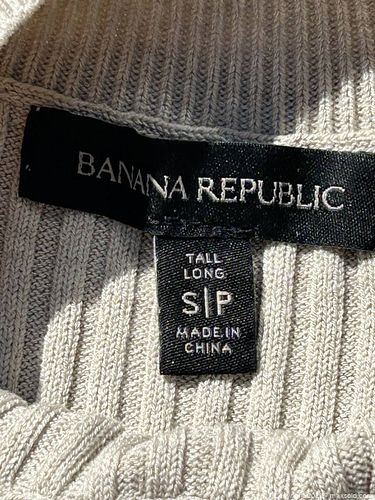 BANANA REPUBLIC
TALL
LONG
S|P
MADE IN
CHINA